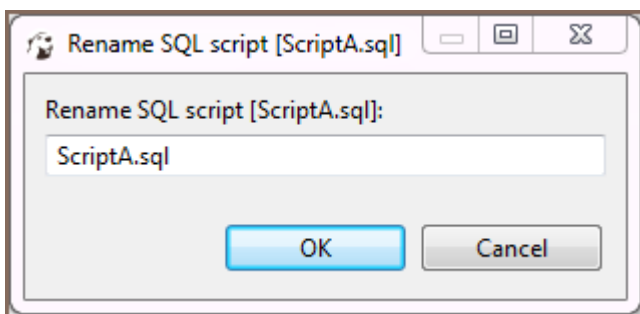 Rename SQL script [ScriptA.sql]
Rename SQL script [ScriptA.sql]:
ScriptA.sql
OK Cancel